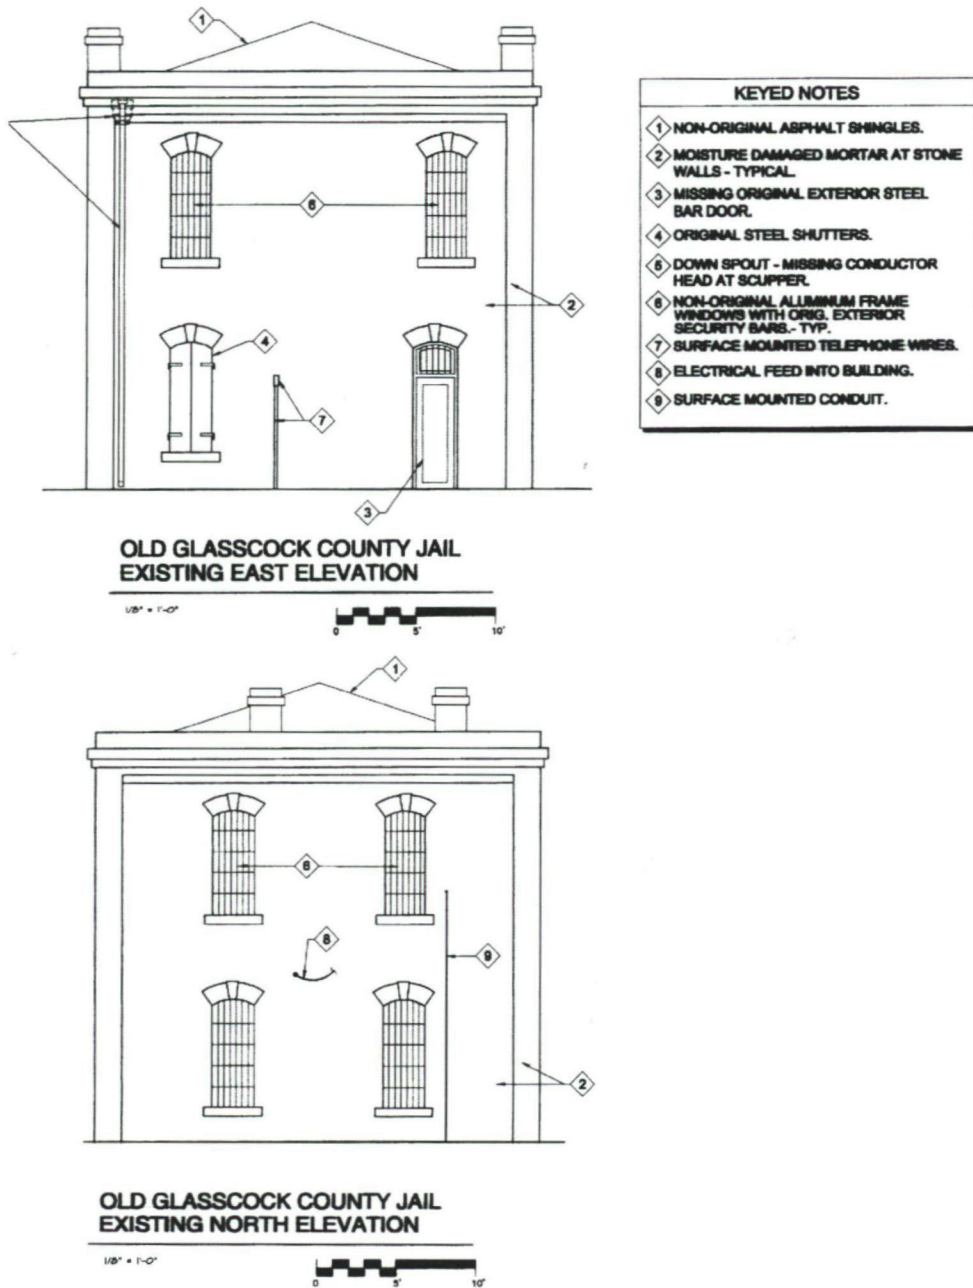 1
6
2
4
7
3
OLD GLASSCOCK COUNTY JAIL
EXISTING EAST ELEVATION
1/8" = 1'-0"
0 5' 10'
KEYED NOTES
1 NON-ORIGINAL ASPHALT SHINGLES.
2 MOISTURE DAMAGED MORTAR AT STONE
WALLS - TYPICAL.
3 MISSING ORIGINAL EXTERIOR STEEL
BAR DOOR.
4 ORIGINAL STEEL SHUTTERS.
5 DOWN SPOUT - MISSING CONDUCTOR
HEAD AT SCUPPER.
6 NON-ORIGINAL ALUMINUM FRAME
WINDOWS WITH ORIG. EXTERIOR
SECURITY BARS.- TYP.
7 SURFACE MOUNTED TELEPHONE WIRES.
8 ELECTRICAL FEED INTO BUILDING.
9 SURFACE MOUNTED CONDUIT.
1
6
8
9
2
OLD GLASSCOCK COUNTY JAIL
EXISTING NORTH ELEVATION
1/8" = 1'-0"
0 5' 10'